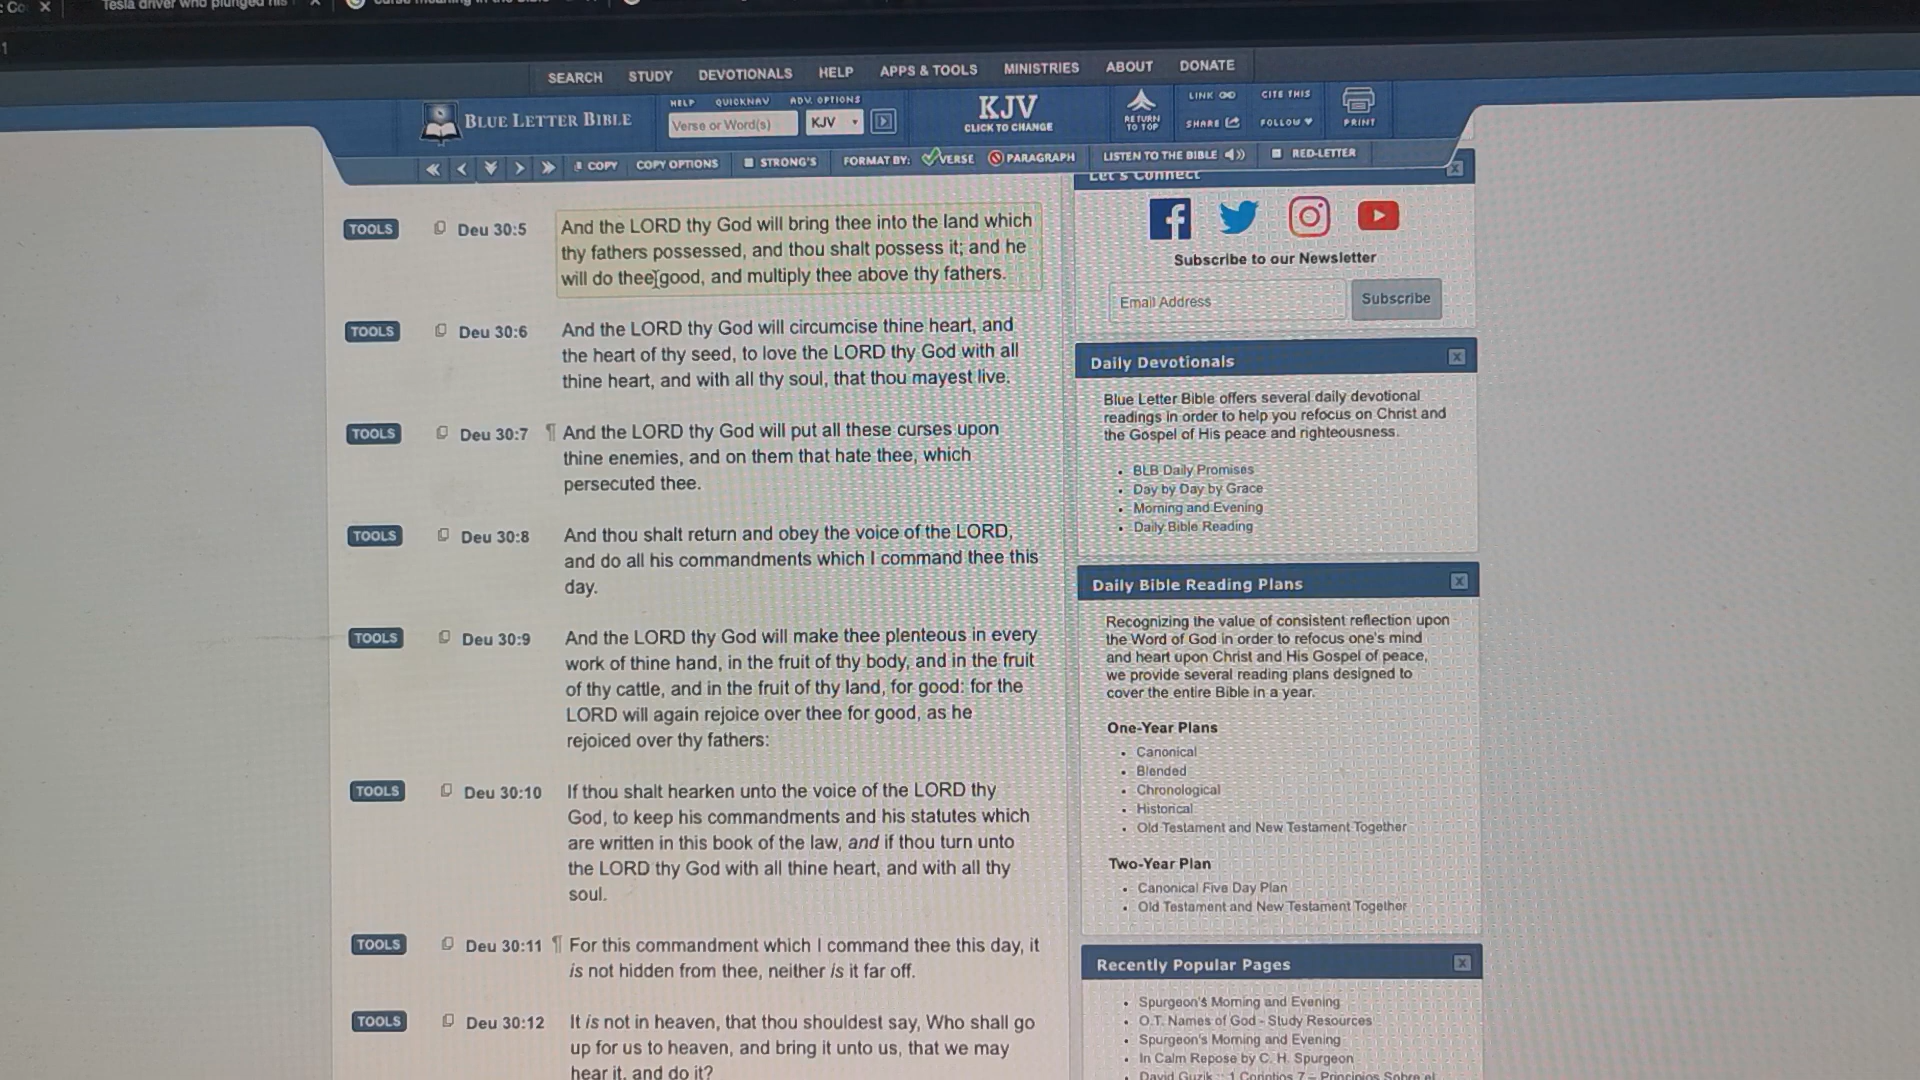 Tesla driver who plunged his
1
SEARCH STUDY DEVOTIONALS HELP APPS & TOOLS MINISTRIES ABOUT DONATE
BLUE LETTER BIBLE
HELP QUICKNAV ADV. OPTIONS
Verse or Word(s) KJV
KJV
CLICK TO CHANGE
RETURN
TO TOP
LINK CITE THIS
SHARE FOLLOW
PRINT
COPY COPY OPTIONS STRONG'S FORMAT BY: VERSE PARAGRAPH LISTEN TO THE BIBLE RED-LETTER
TOOLS Deu 30:5 And the LORD thy God will bring thee into the land which
thy fathers possessed, and thou shalt possess it; and he
will do thee good, and multiply thee above thy fathers.
TOOLS Deu 30:6 And the LORD thy God will circumcise thine heart, and
the heart of thy seed, to love the LORD thy God with all
thine heart, and with all thy soul, that thou mayest live.
TOOLS Deu 30:7 ¶ And the LORD thy God will put all these curses upon
thine enemies, and on them that hate thee, which
persecuted thee.
TOOLS Deu 30:8 And thou shalt return and obey the voice of the LORD,
and do all his commandments which I command thee this
day.
TOOLS Deu 30:9 And the LORD thy God will make thee plenteous in every
work of thine hand, in the fruit of thy body, and in the fruit
of thy cattle, and in the fruit of thy land, for good: for the
LORD will again rejoice over thee for good, as he
rejoiced over thy fathers:
TOOLS Deu 30:10 If thou shalt hearken unto the voice of the LORD thy
God, to keep his commandments and his statutes which
are written in this book of the law, and if thou turn unto
the LORD thy God with all thine heart, and with all thy
soul.
TOOLS Deu 30:11 ¶ For this commandment which I command thee this day, it
is not hidden from thee, neither is it far off.
TOOLS Deu 30:12 It is not in heaven, that thou shouldest say, Who shall go
up for us to heaven, and bring it unto us, that we may
hear it, and do it?
Let's Connect
Subscribe to our Newsletter
Email Address Subscribe
Daily Devotionals
Blue Letter Bible offers several daily devotional
readings in order to help you refocus on Christ and
the Gospel of His peace and righteousness.
• BLB Daily Promises
• Day by Day by Grace
• Morning and Evening
• Daily Bible Reading
Daily Bible Reading Plans
Recognizing the value of consistent reflection upon
the Word of God in order to refocus one's mind
and heart upon Christ and His Gospel of peace,
we provide several reading plans designed to
cover the entire Bible in a year.
One-Year Plans
• Canonical
• Blended
• Chronological
• Historical
• Old Testament and New Testament Together
Two-Year Plan
• Canonical Five Day Plan
• Old Testament and New Testament Together
Recently Popular Pages
• Spurgeon's Morning and Evening
• O.T. Names of God - Study Resources
• Spurgeon's Morning and Evening
• In Calm Repose by C. H. Spurgeon
• David Guzik :: 1 Corintios 7 – Principios Sobre el